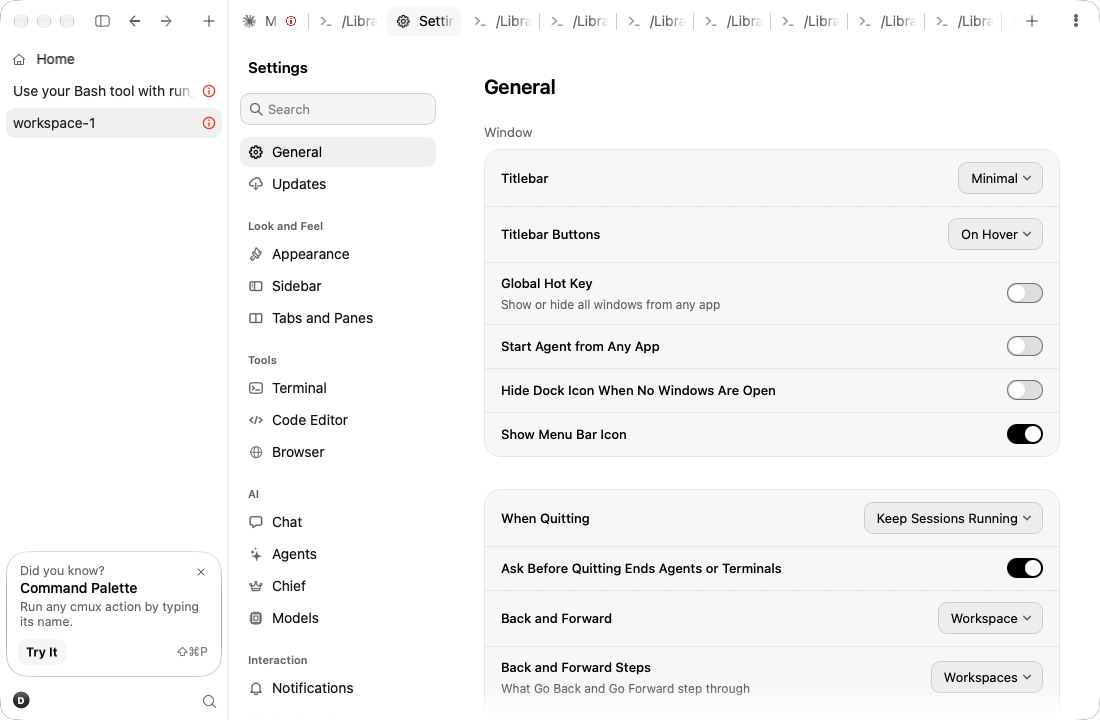 Home
Use your Bash tool with run_
workspace-1
Did you know?
Command Palette
Run any cmux action by typing
its name.
Try It
⇧⌘P
D
M
/Libra
Settin
/Libra
/Libra
/Libra
/Libra
/Libra
/Libra
/Libra
Settings
Search
General
Updates
Look and Feel
Appearance
Sidebar
Tabs and Panes
Tools
Terminal
Code Editor
Browser
AI
Chat
Agents
Chief
Models
Interaction
Notifications
General
Window
Titlebar
Minimal
Titlebar Buttons
On Hover
Global Hot Key
Show or hide all windows from any app
Start Agent from Any App
Hide Dock Icon When No Windows Are Open
Show Menu Bar Icon
When Quitting
Keep Sessions Running
Ask Before Quitting Ends Agents or Terminals
Back and Forward
Workspace
Back and Forward Steps
What Go Back and Go Forward step through
Workspaces